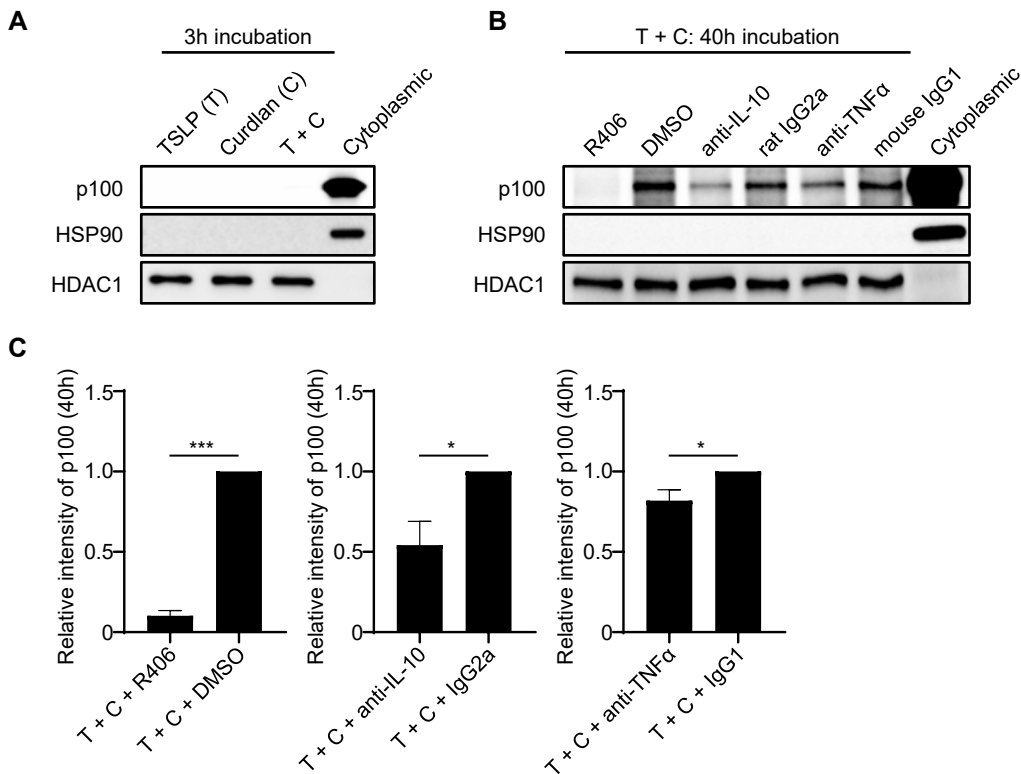 A
3h incubation
TSLP (T)
Curdlan (C)
T + C
Cytoplasmic
p100
HSP90
HDAC1
B
T + C: 40h incubation
R406
DMSO
anti-IL-10
rat IgG2a
anti-TNFα
mouse IgG1
Cytoplasmic
p100
HSP90
HDAC1
C
Relative intensity of p100 (40h)
1.5
1.0
0.5
0
***
T + C + R406
T + C + DMSO
Relative intensity of p100 (40h)
1.5
1.0
0.5
0
*
T + C + anti-IL-10
T + C + IgG2a
Relative intensity of p100 (40h)
1.5
1.0
0.5
0
*
T + C + anti-TNFα
T + C + IgG1